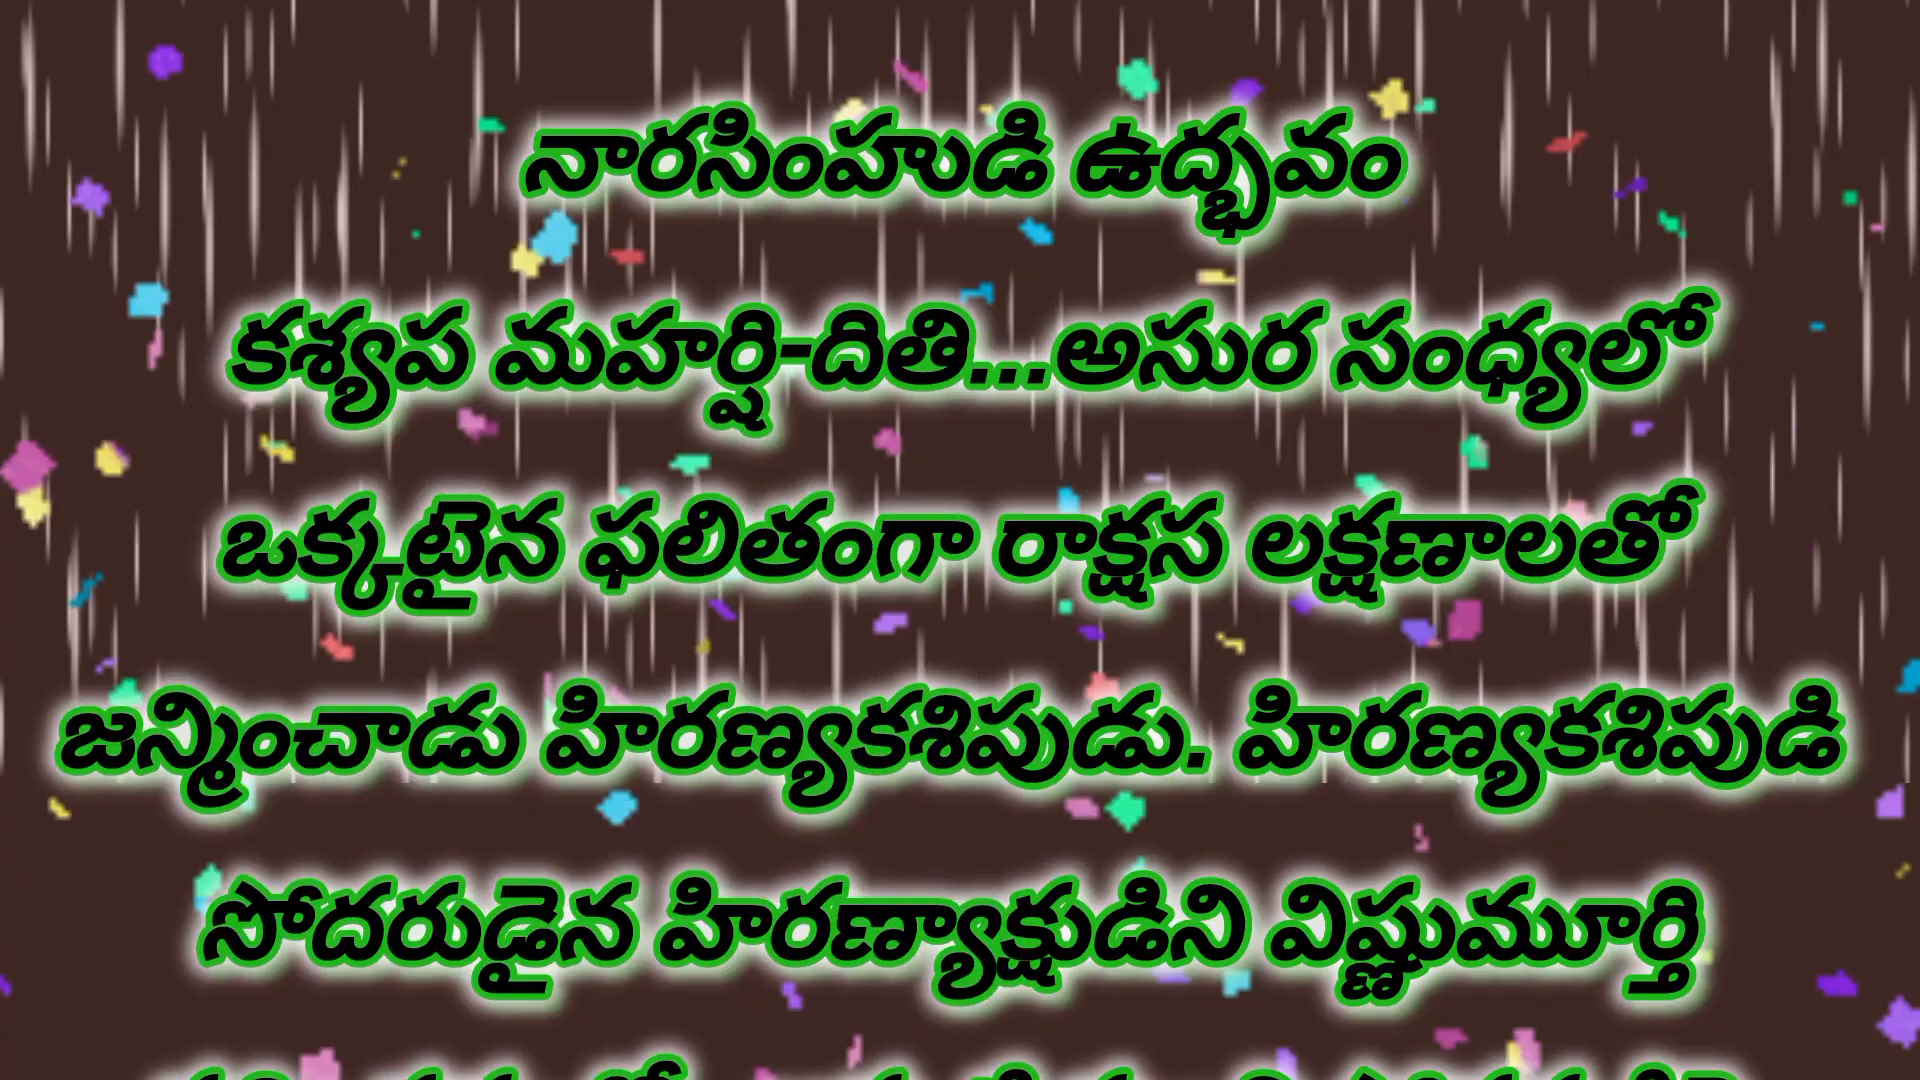 నారసింహుడి ఉద్భవం
కశ్యప మహర్షి-దితి...అసుర సంధ్యలో
ఒక్కటైన ఫలితంగా రాక్షస లక్షణాలతో
జన్మించాడు హిరణ్యకశిపుడు. హిరణ్యకశిపుడి
సోదరుడైన హిరణ్యాక్షుడిని విష్ణుమూర్తి